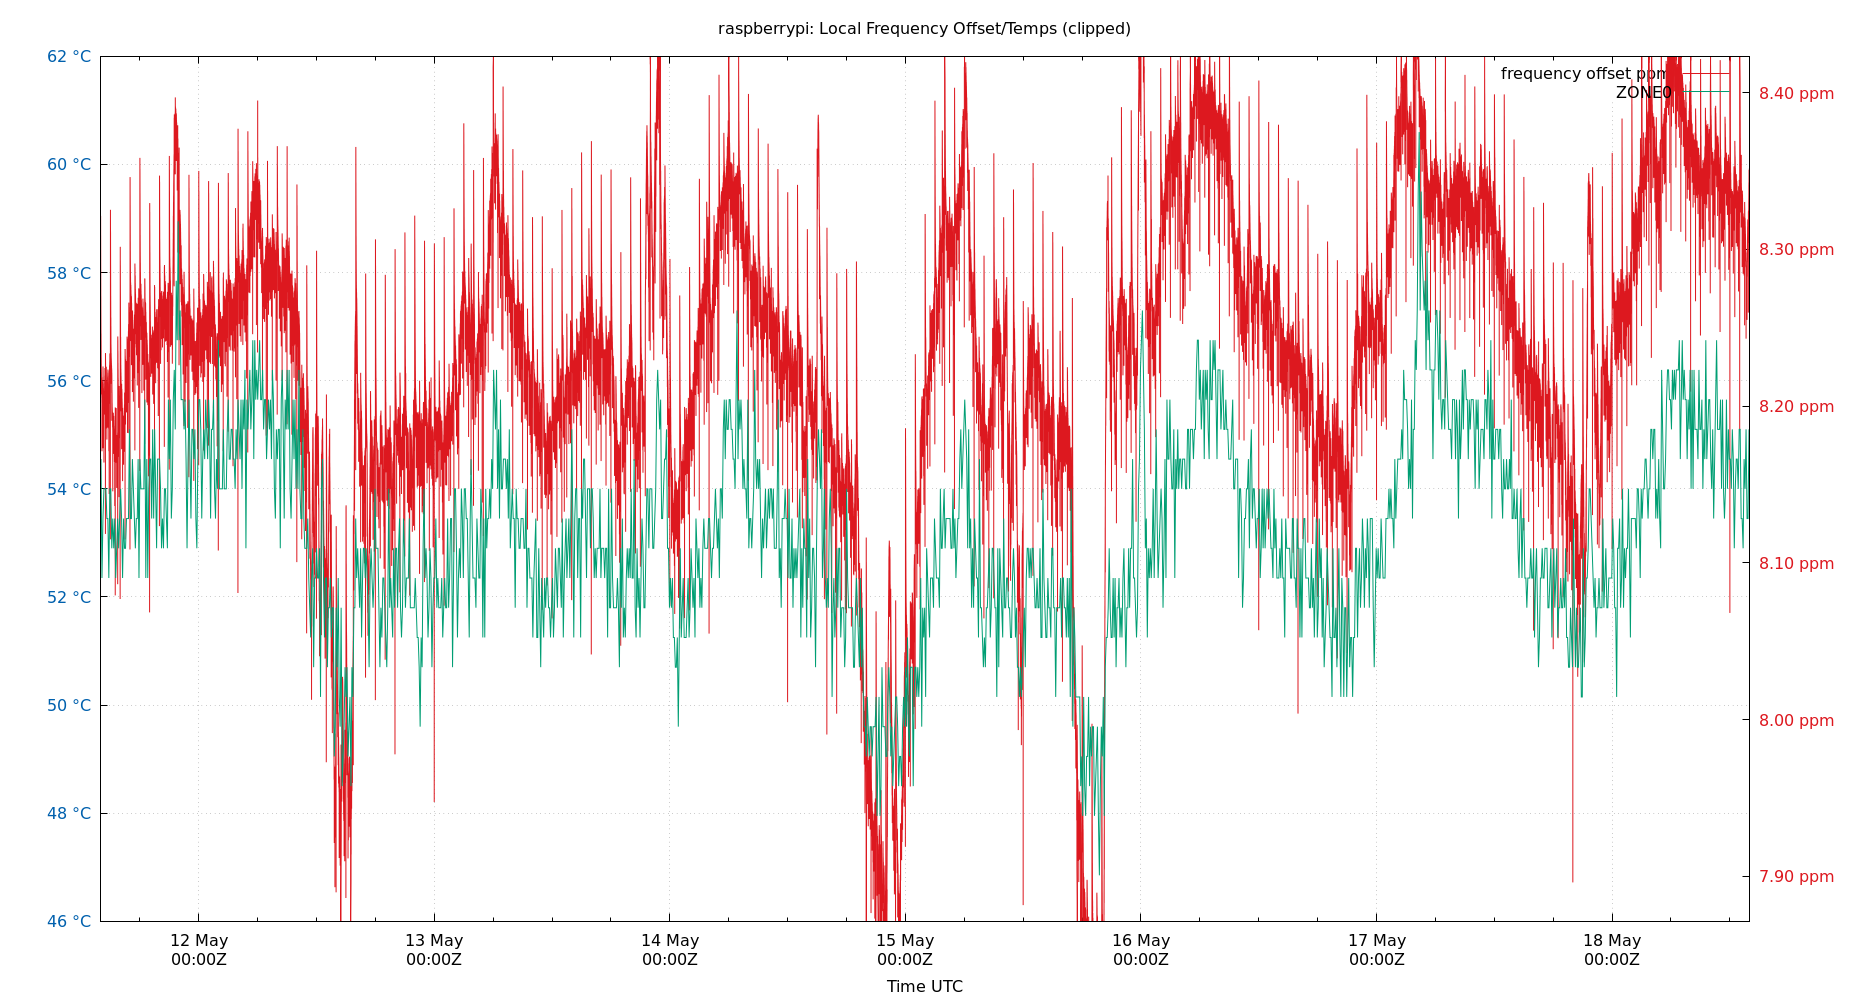 raspberrypi: Local Frequency Offset/Temps (clipped)
62 °C
60 °C
58 °C
56 °C
54 °C
52 °C
50 °C
48 °C
46 °C
frequency offset ppm
ZONE0
8.40 ppm
8.30 ppm
8.20 ppm
8.10 ppm
8.00 ppm
7.90 ppm
12 May
00:00Z
13 May
00:00Z
14 May
00:00Z
15 May
00:00Z
16 May
00:00Z
17 May
00:00Z
18 May
00:00Z
Time UTC